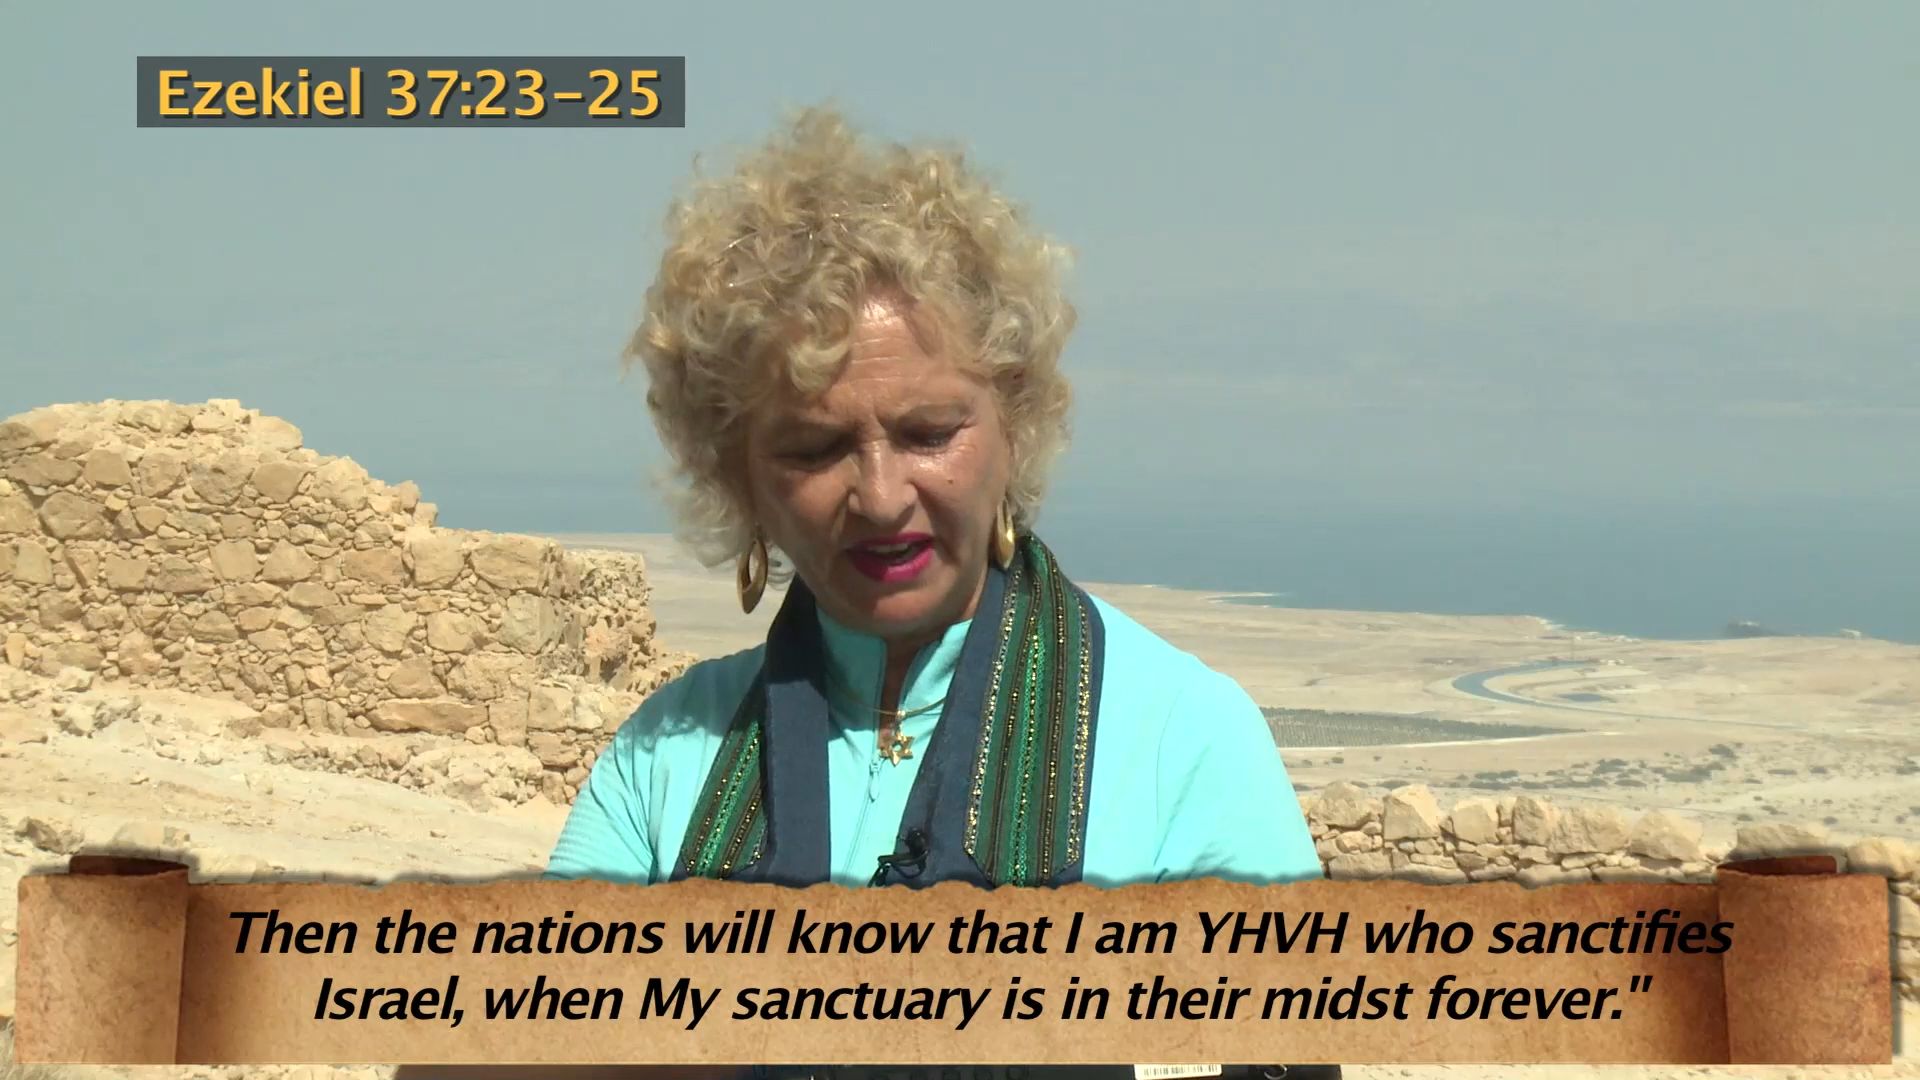 Ezekiel 37:23-25
Then the nations will know that I am YHVH who sanctifies
Israel, when My sanctuary is in their midst forever."